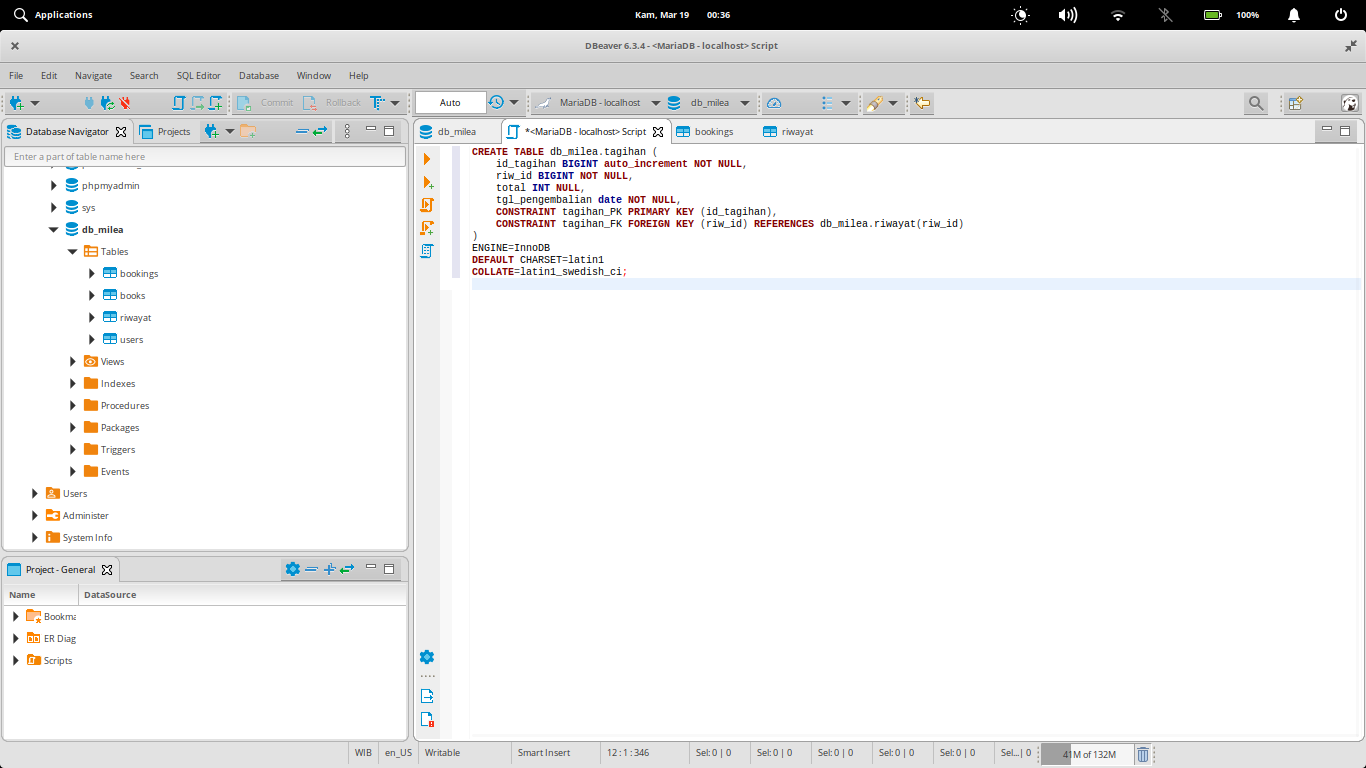 Applications
Kam, Mar 19 00:36
100%
DBeaver 6.3.4 - <MariaDB - localhost> Script
File Edit Navigate Search SQL Editor Database Window Help
Commit Rollback Auto MariaDB - localhost db_milea
Database Navigator Projects
Enter a part of table name here
phpmyadmin
sys
db_milea
Tables
bookings
books
riwayat
users
Views
Indexes
Procedures
Packages
Triggers
Events
Users
Administer
System Info
Project - General
Name DataSource
Bookma
ER Diag
Scripts
db_milea *<MariaDB - localhost> Script bookings riwayat
CREATE TABLE db_milea.tagihan (
id_tagihan BIGINT auto_increment NOT NULL,
riw_id BIGINT NOT NULL,
total INT NULL,
tgl_pengembalian date NOT NULL,
CONSTRAINT tagihan_PK PRIMARY KEY (id_tagihan),
CONSTRAINT tagihan_FK FOREIGN KEY (riw_id) REFERENCES db_milea.riwayat(riw_id)
)
ENGINE=InnoDB
DEFAULT CHARSET=latin1
COLLATE=latin1_swedish_ci;
WIB en_US Writable Smart Insert 12 : 1 : 346 Sel: 0 | 0 Sel: 0 | 0 Sel: 0 | 0 Sel: 0 | 0 Sel: 0 | 0 Sel...| 0 41M of 132M